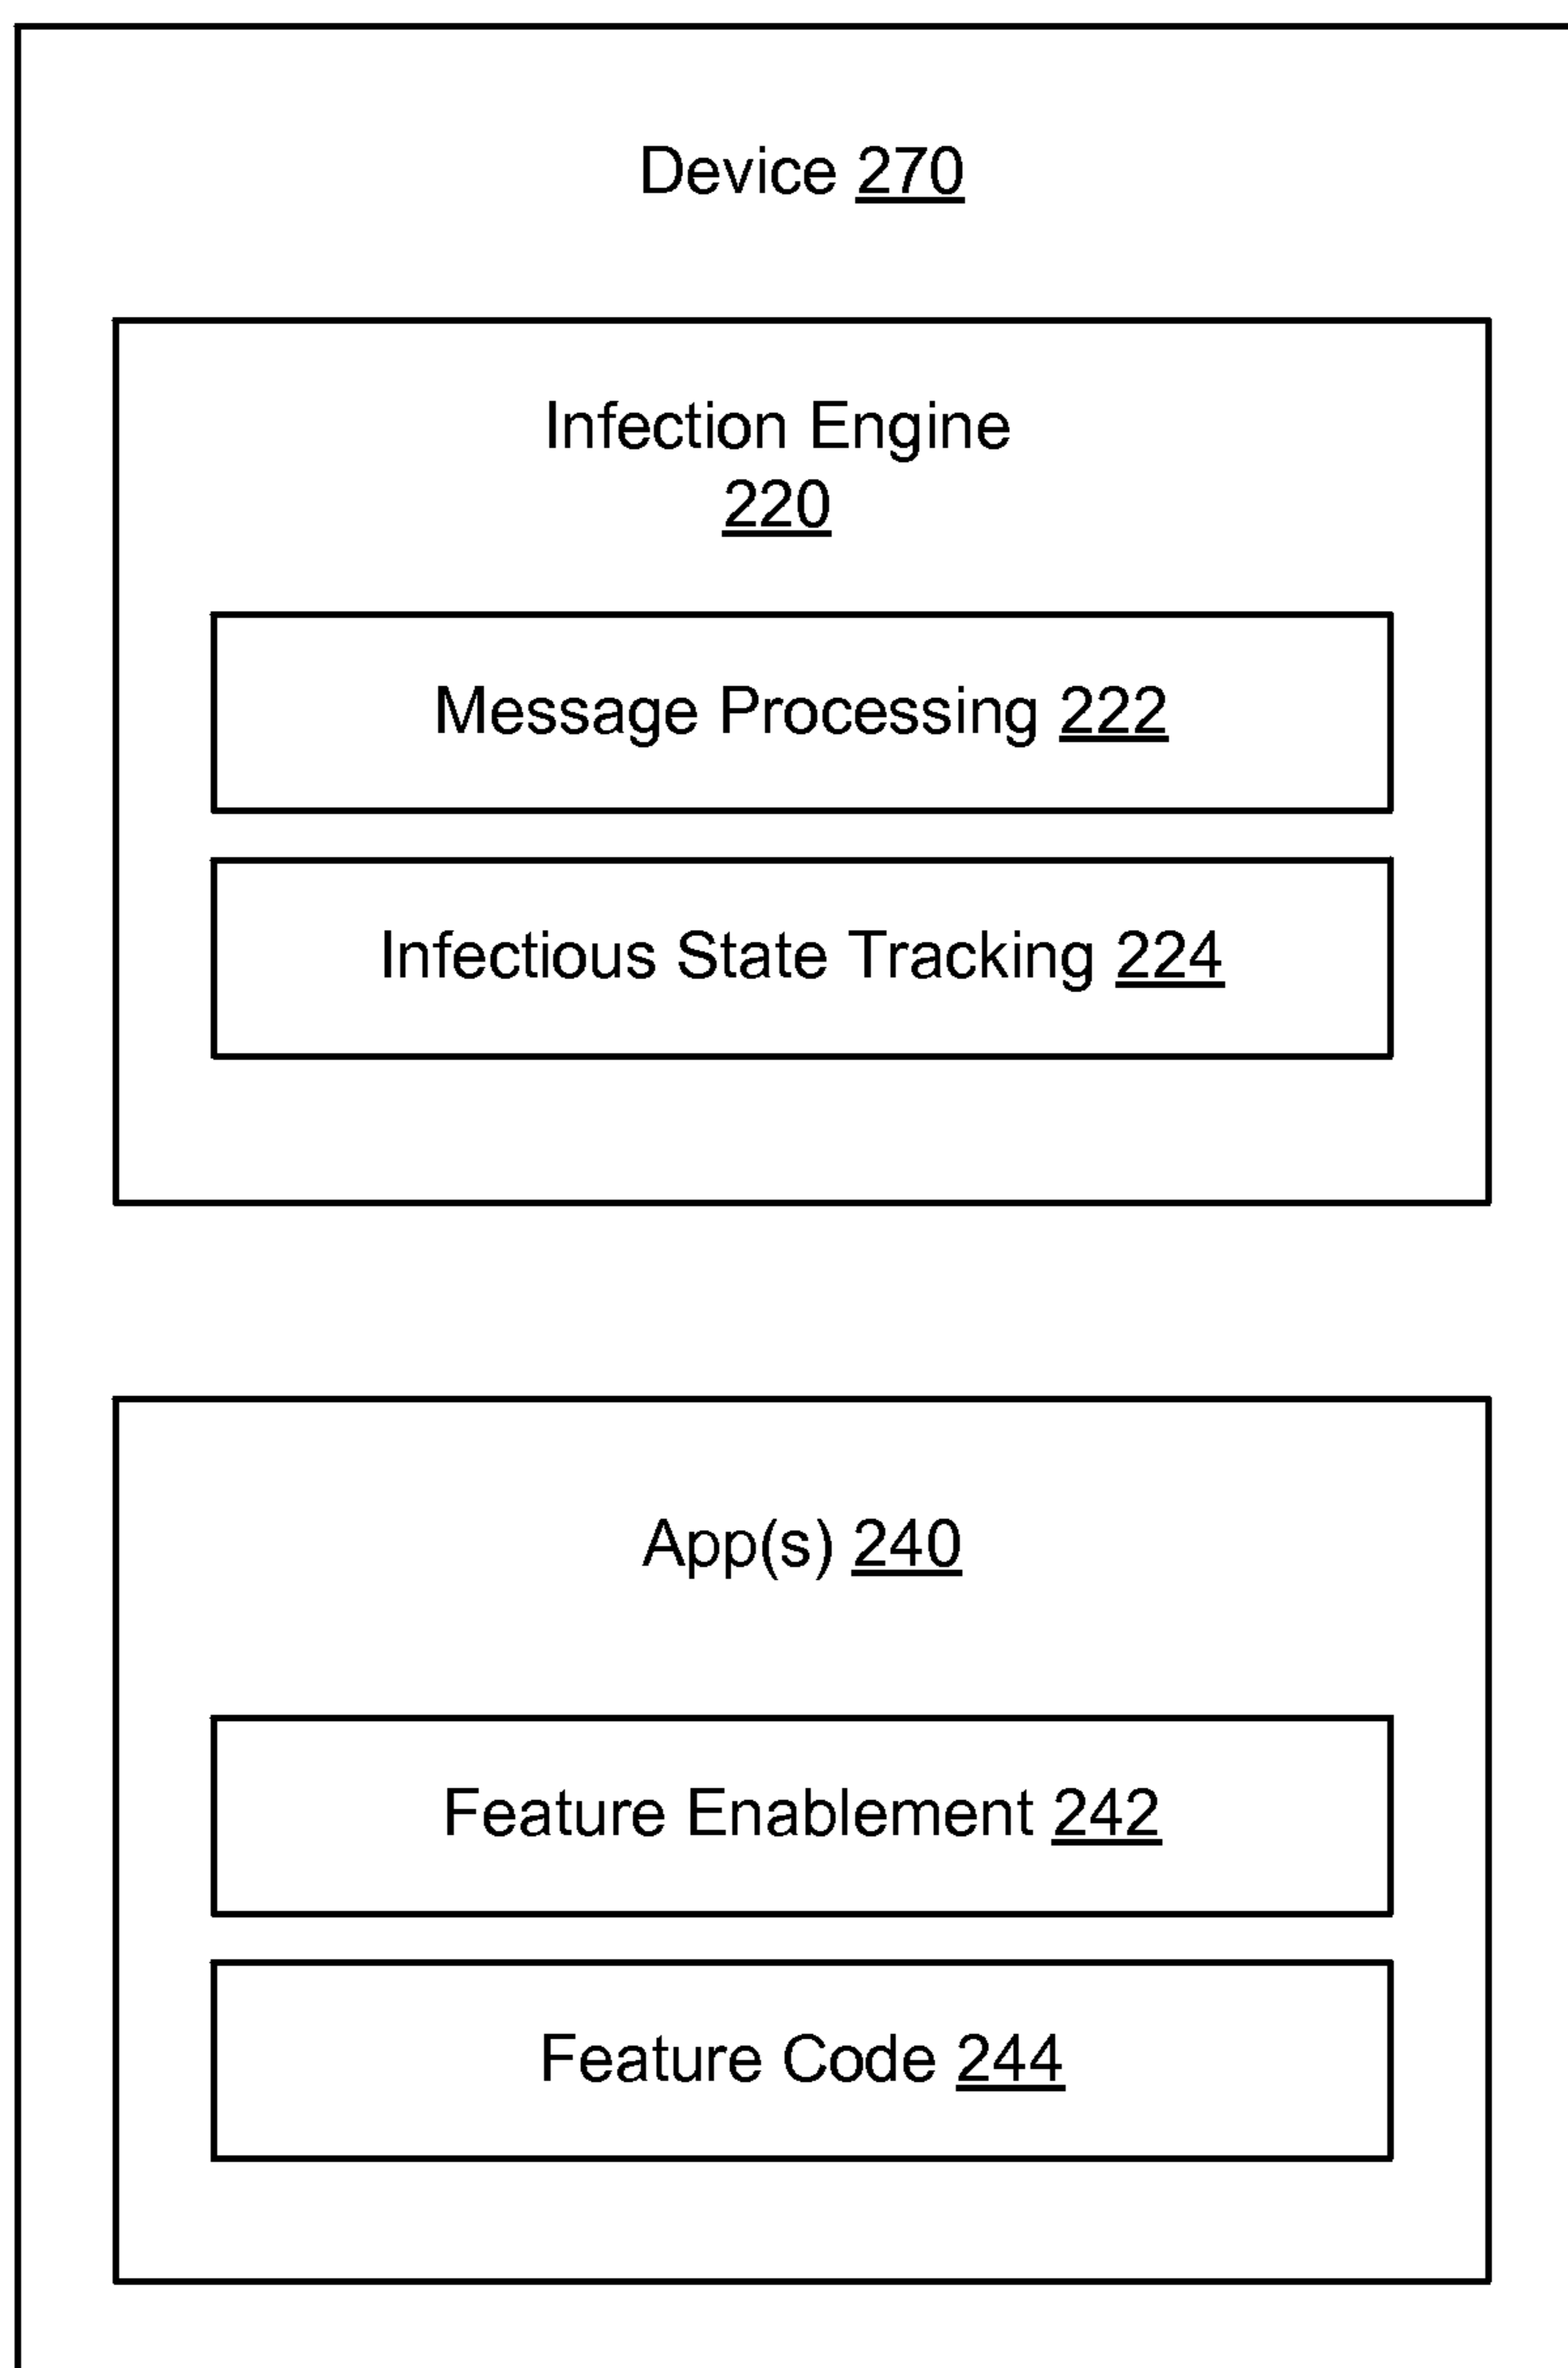 Device 270
Infection Engine
220
Message Processing 222
Infectious State Tracking 224
App(s) 240
Feature Enablement 242
Feature Code 244